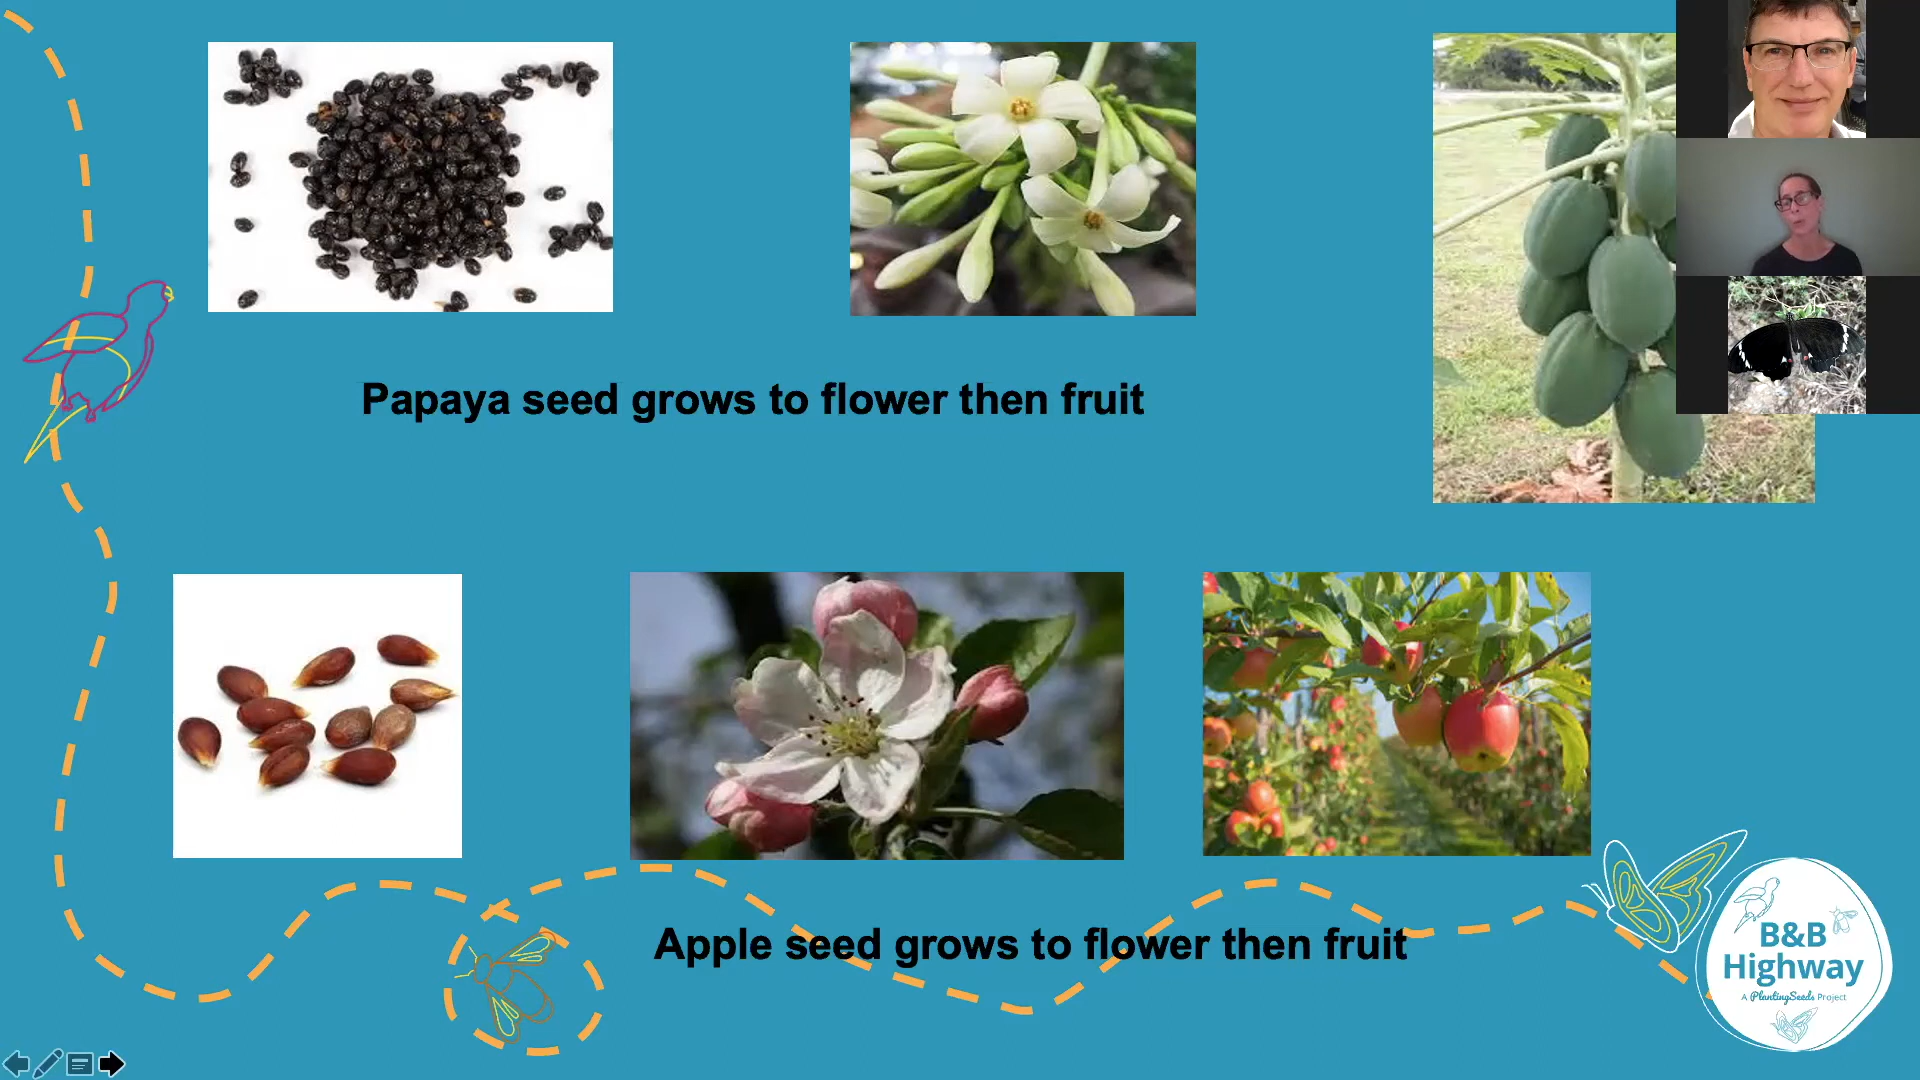 Papaya seed grows to flower then fruit
Apple seed grows to flower then fruit
B&B
Highway
A PlantingSeeds Project